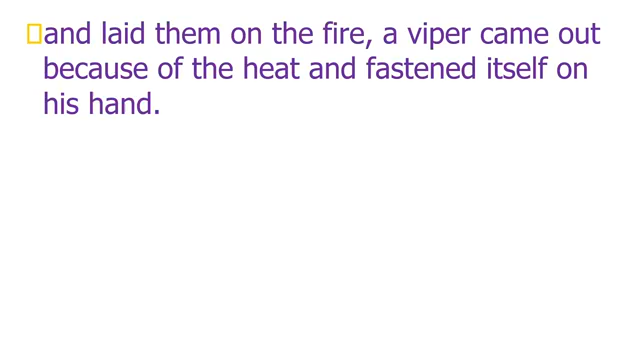 and laid them on the fire, a viper came out
because of the heat and fastened itself on
his hand.